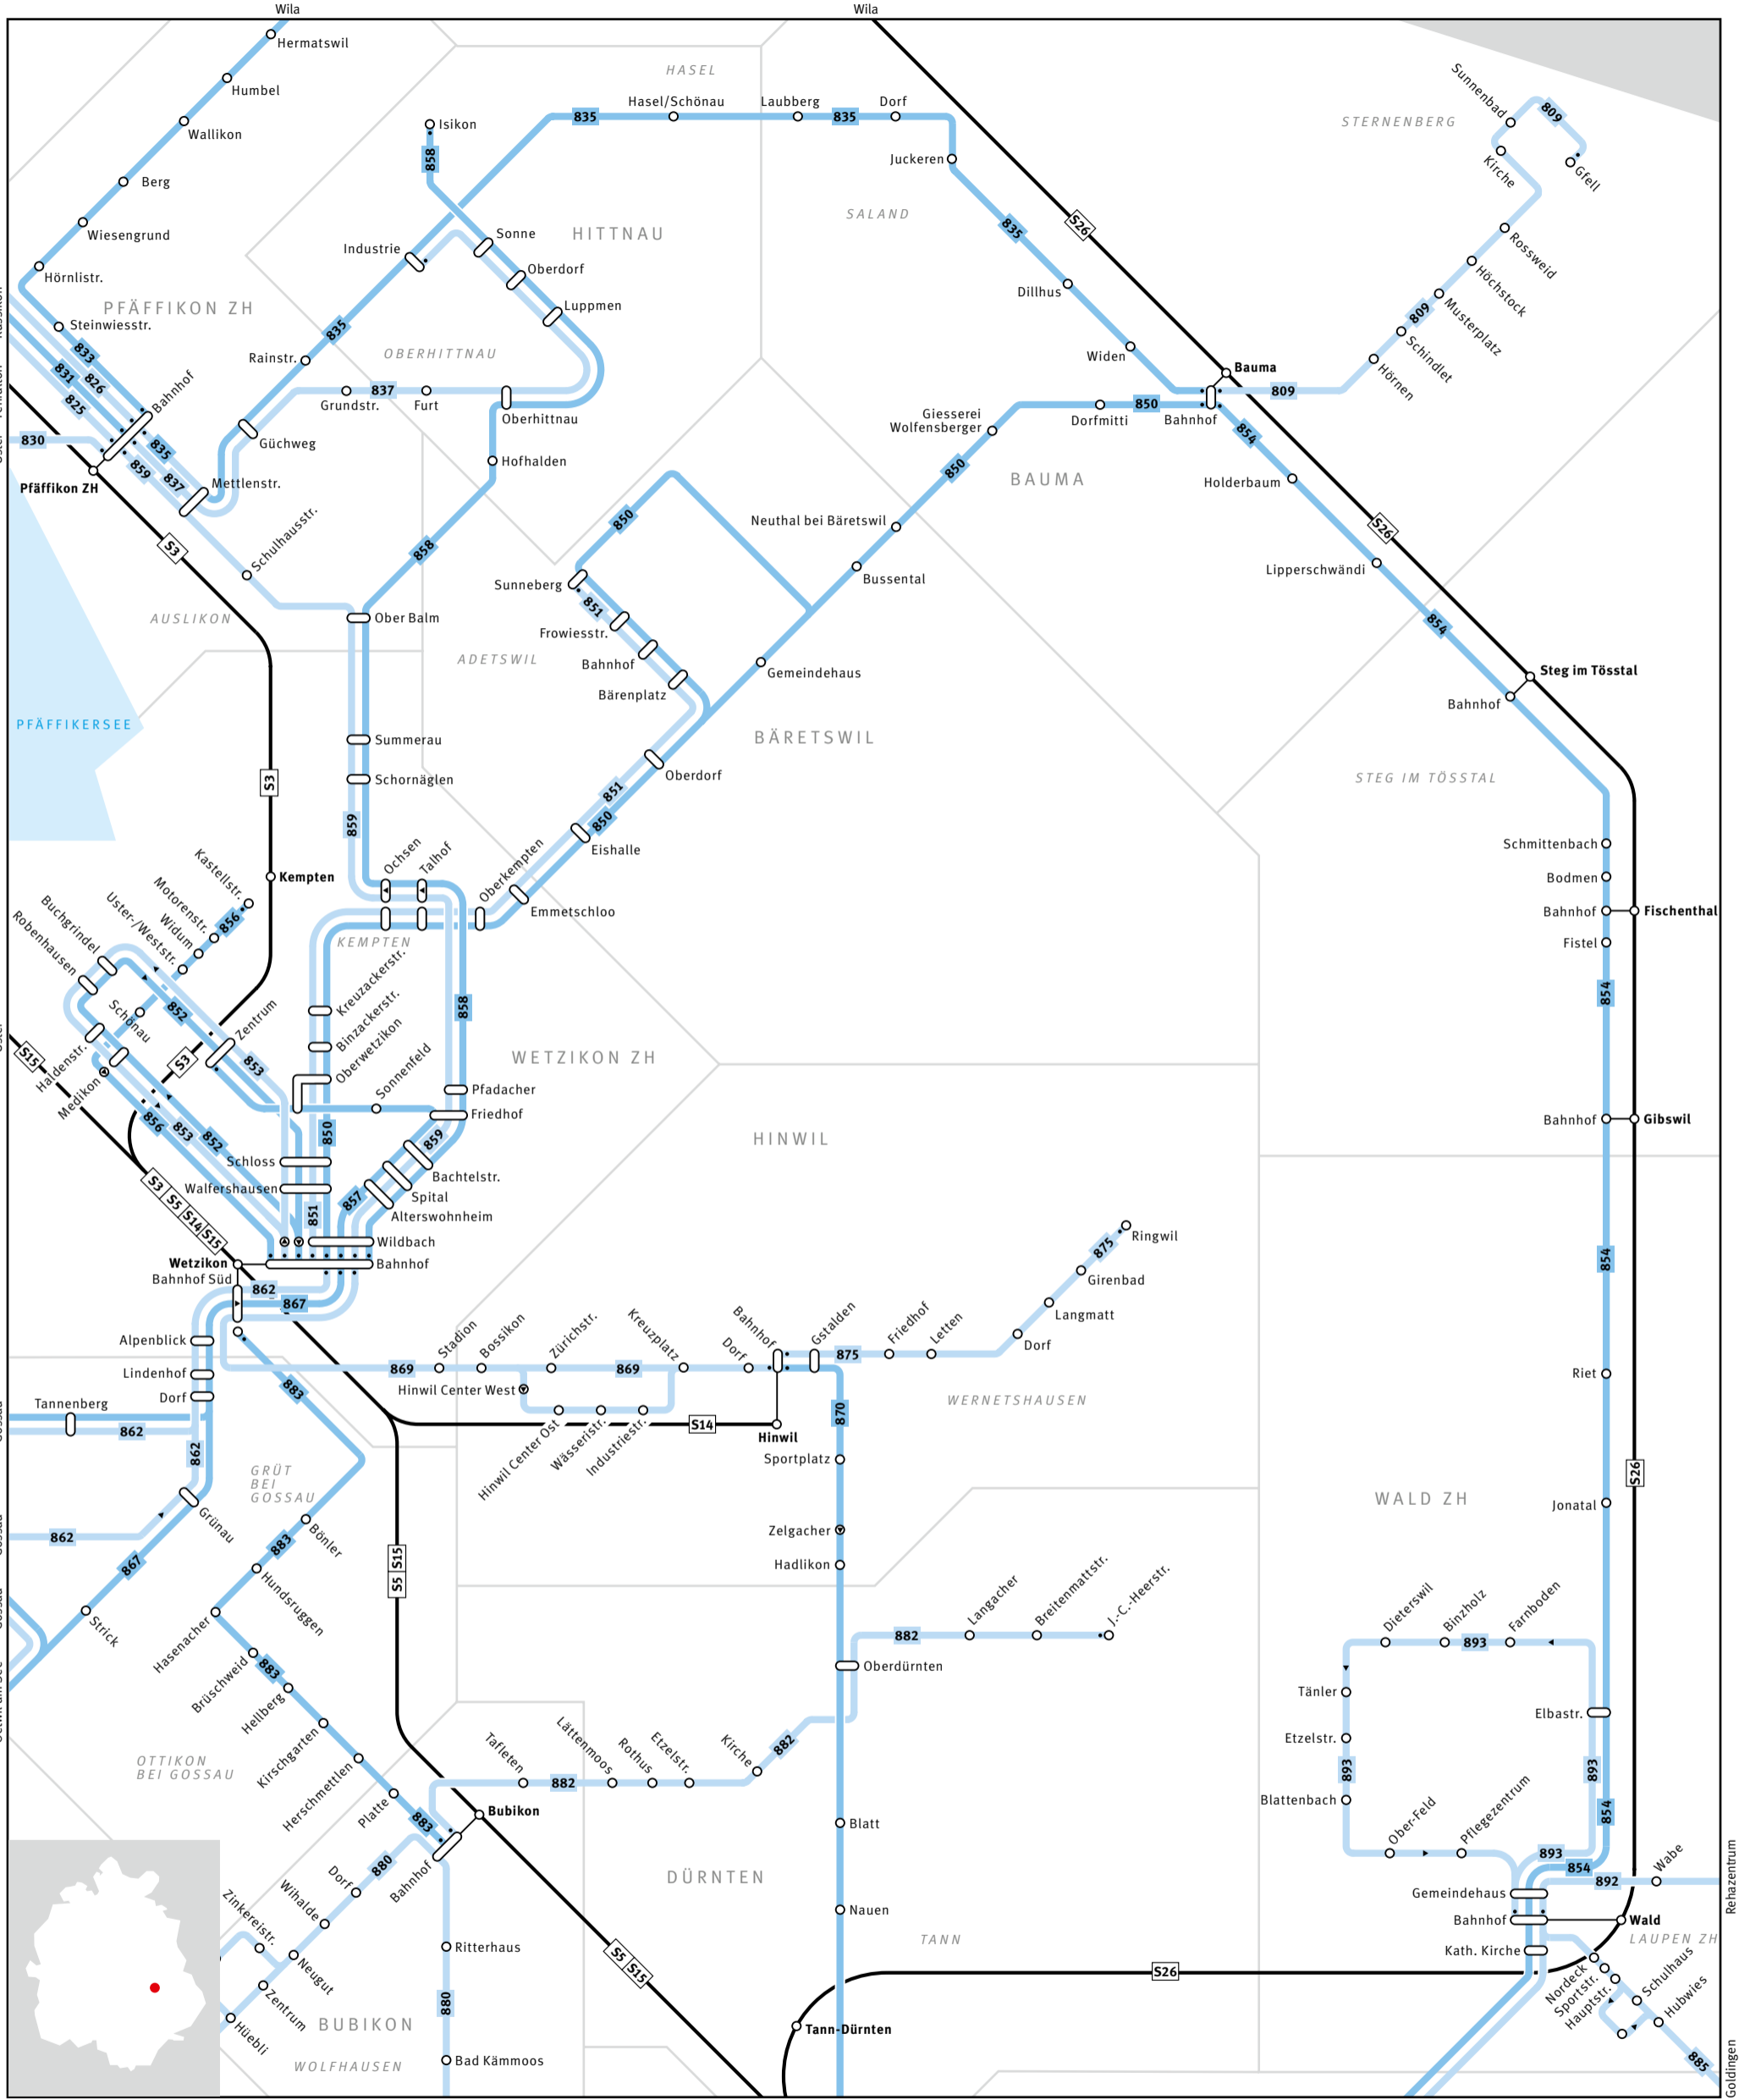 Wila
Wila
Hermatswil
Humbel
Wallikon
Berg
Wiesengrund
Hörnlistr.
PFÄFFIKON ZH
Steinwiesstr.
833
826
831
825
830
Bahnhof
835
859
837
Pfäffikon ZH
Mettlenstr.
S3
Schulhausstr.
AUSLIKON
PFÄFFIKERSEE
HASEL
Isikon
858
835
Hasel/Schönau
Laubberg
835
Dorf
Juckeren
SALAND
835
S26
Dillhus
Widen
Industrie
Sonne
HITTNAU
Oberdorf
Luppmen
835
Rainstr.
OBERHITTNAU
Grundstr.
837
Furt
Oberhittnau
Güchweg
Hofhalden
858
STERNENBERG
Sunnenbad
809
Kirche
Gfell
Rossweid
Höchstock
Musterplatz
809
Schindlet
Hörnen
Bauma
809
Bahnhof
850
Dorfmitti
Giesserei
Wolfensberger
850
BAUMA
854
Holderbaum
S26
Lipperschwändi
854
Neuthal bei Bäretswil
Bussental
850
Sunneberg
851
Frowiesstr.
Bahnhof
Bärenplatz
ADETSWIL
Gemeindehaus
BÄRETSWIL
Oberdorf
851
850
Eishalle
Emmetschloo
Oberkempten
Steg im Tösstal
Bahnhof
STEG IM TÖSSTAL
Schmittenbach
Bodmen
Bahnhof
Fischenthal
Fistel
854
Bahnhof
Gibswil
854
Riet
S26
Jonatal
WALD ZH
Ober Balm
Summerau
Schornäglen
S3
859
Ochsen
Talhof
Kempten
KEMPTEN
Kastellstr.
856
Motorenstr.
Widum
Uster-/Weststr.
Buchgrindel
Robenhausen
Schönau
852
Haldenstr.
Medikon
S15
S3
Zentrum
853
Kreuzackerstr.
Binzackerstr.
Oberwetzikon
Sonnenfeld
858
WETZIKON ZH
Pfadacher
Friedhof
859
850
856
853
852
Schloss
Walfershausen
851
857
Bachtelstr.
Spital
Alterswohnheim
S3
S5
S14
S15
Wildbach
Wetzikon
Bahnhof
Bahnhof Süd
862
867
Alpenblick
Lindenhof
Dorf
Tannenberg
862
862
883
GRÜT
BEI
GOSSAU
862
Grünau
867
Strick
Bönler
883
Hundsruggen
Hasenacher
Brüschweid
883
Hellberg
Kirschgarten
Herschmettlen
Platte
883
OTTIKON
BEI GOSSAU
HINWIL
Ringwil
875
Girenbad
Langmatt
Dorf
869
Stadion
Bossikon
Zürichstr.
869
Kreuzplatz
Dorf
Bahnhof
Gstalden
875
Friedhof
Letten
WERNETSHAUSEN
Hinwil Center West
Hinwil Center Ost
Wässeristr.
Industriestr.
S14
Hinwil
870
Sportplatz
Zelgacher
Hadlikon
S5
S15
882
Langacher
Breitenmattstr.
J.-C.-Heerstr.
Oberdürnten
Tafleten
882
Lättenmoos
Rothus
Etzelstr.
Kirche
882
Bubikon
Bahnhof
880
Dorf
Wihalde
Zinkereistr.
Neugut
Zentrum
Hüebli
BUBIKON
WOLFHAUSEN
Ritterhaus
880
Bad Kämmoos
Blatt
DÜRNTEN
Nauen
TANN
S5
S15
Tann-Dürnten
S26
Dieterswil
Binzholz
893
Farnboden
Tänler
Etzelstr.
893
Blattenbach
Elbastr.
893
854
Ober-Feld
Pflegezentrum
893
854
892
Wabe
Gemeindehaus
Bahnhof
Wald
Kath. Kirche
LAUPEN ZH
Nordeck
Sportstr.
Hauptstr.
Schulhaus
Hubwies
885
Rehazentrum
Goldingen